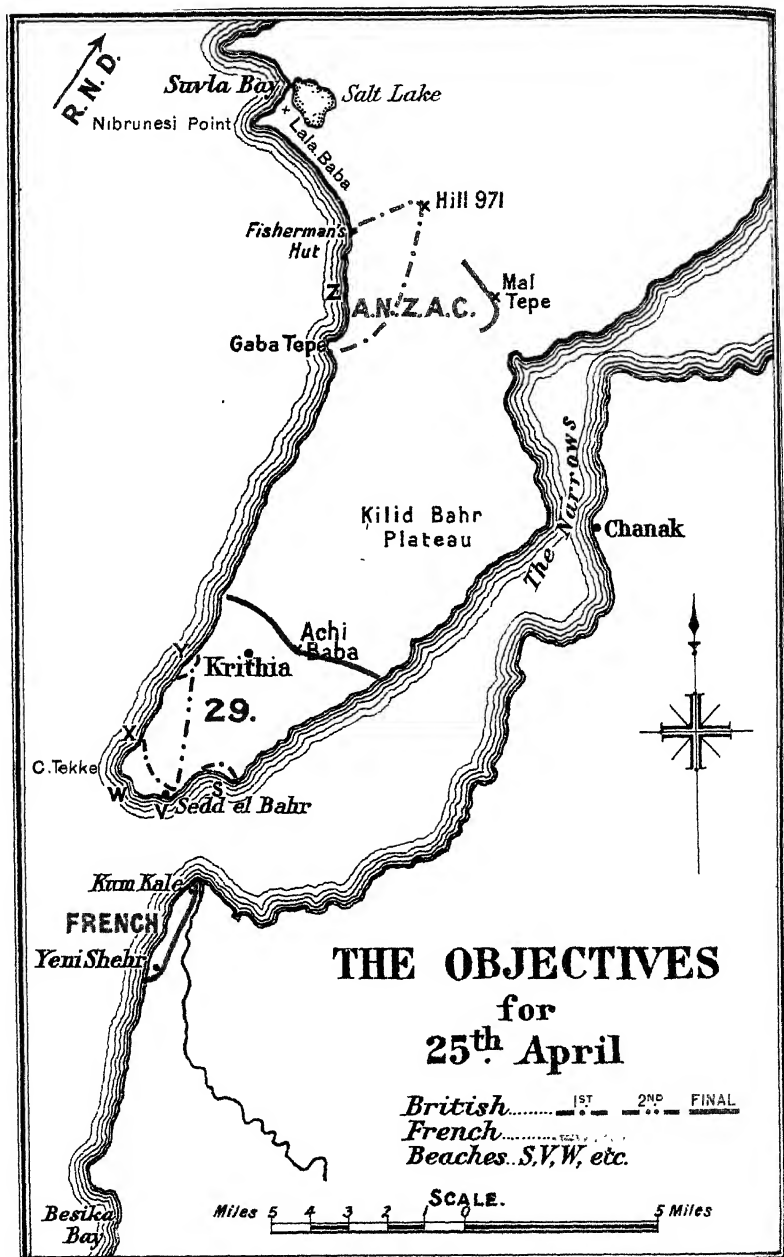 R.N.D.
Suvla Bay
Salt Lake
Nibrunesi Point
Lala Baba
Hill 971
Fisherman's
Hut
Z
Mal
Tepe
A.N.Z.A.C.
Gaba Tepe
The Narrows
Kilid Bahr
Plateau
Chanak
Achi
Baba
Y
Krithia
29.
X
C. Tekke
W
V
S
Sedd el Bahr
Kum Kale
FRENCH
Yeni Shehr
THE OBJECTIVES
for
25th April
British........ 1ST 2ND FINAL
French........
Beaches.. S,V,W, etc.
SCALE.
Miles 5 4 3 2 1 0 5 Miles
Besika
Bay